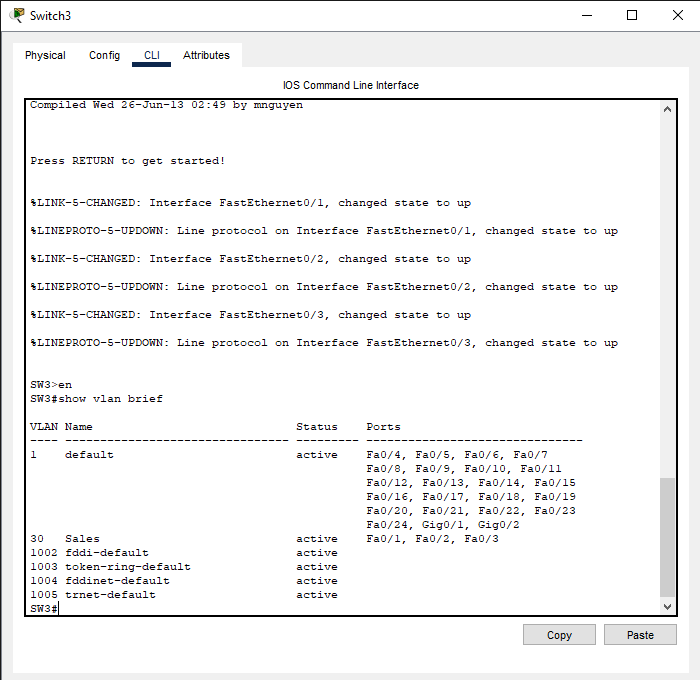 Switch3
Physical Config CLI Attributes
IOS Command Line Interface
Compiled Wed 26-Jun-13 02:49 by mnguyen
Press RETURN to get started!
%LINK-5-CHANGED: Interface FastEthernet0/1, changed state to up
%LINEPROTO-5-UPDOWN: Line protocol on Interface FastEthernet0/1, changed state to up
%LINK-5-CHANGED: Interface FastEthernet0/2, changed state to up
%LINEPROTO-5-UPDOWN: Line protocol on Interface FastEthernet0/2, changed state to up
%LINK-5-CHANGED: Interface FastEthernet0/3, changed state to up
%LINEPROTO-5-UPDOWN: Line protocol on Interface FastEthernet0/3, changed state to up
SW3>en
SW3#show vlan brief
VLAN Name                             Status    Ports
---- -------------------------------- --------- -------------------------------
1    default                          active    Fa0/4, Fa0/5, Fa0/6, Fa0/7
                                                Fa0/8, Fa0/9, Fa0/10, Fa0/11
                                                Fa0/12, Fa0/13, Fa0/14, Fa0/15
                                                Fa0/16, Fa0/17, Fa0/18, Fa0/19
                                                Fa0/20, Fa0/21, Fa0/22, Fa0/23
                                                Fa0/24, Gig0/1, Gig0/2
30   Sales                            active    Fa0/1, Fa0/2, Fa0/3
1002 fddi-default                     active
1003 token-ring-default               active
1004 fddinet-default                  active
1005 trnet-default                    active
SW3#
Copy Paste